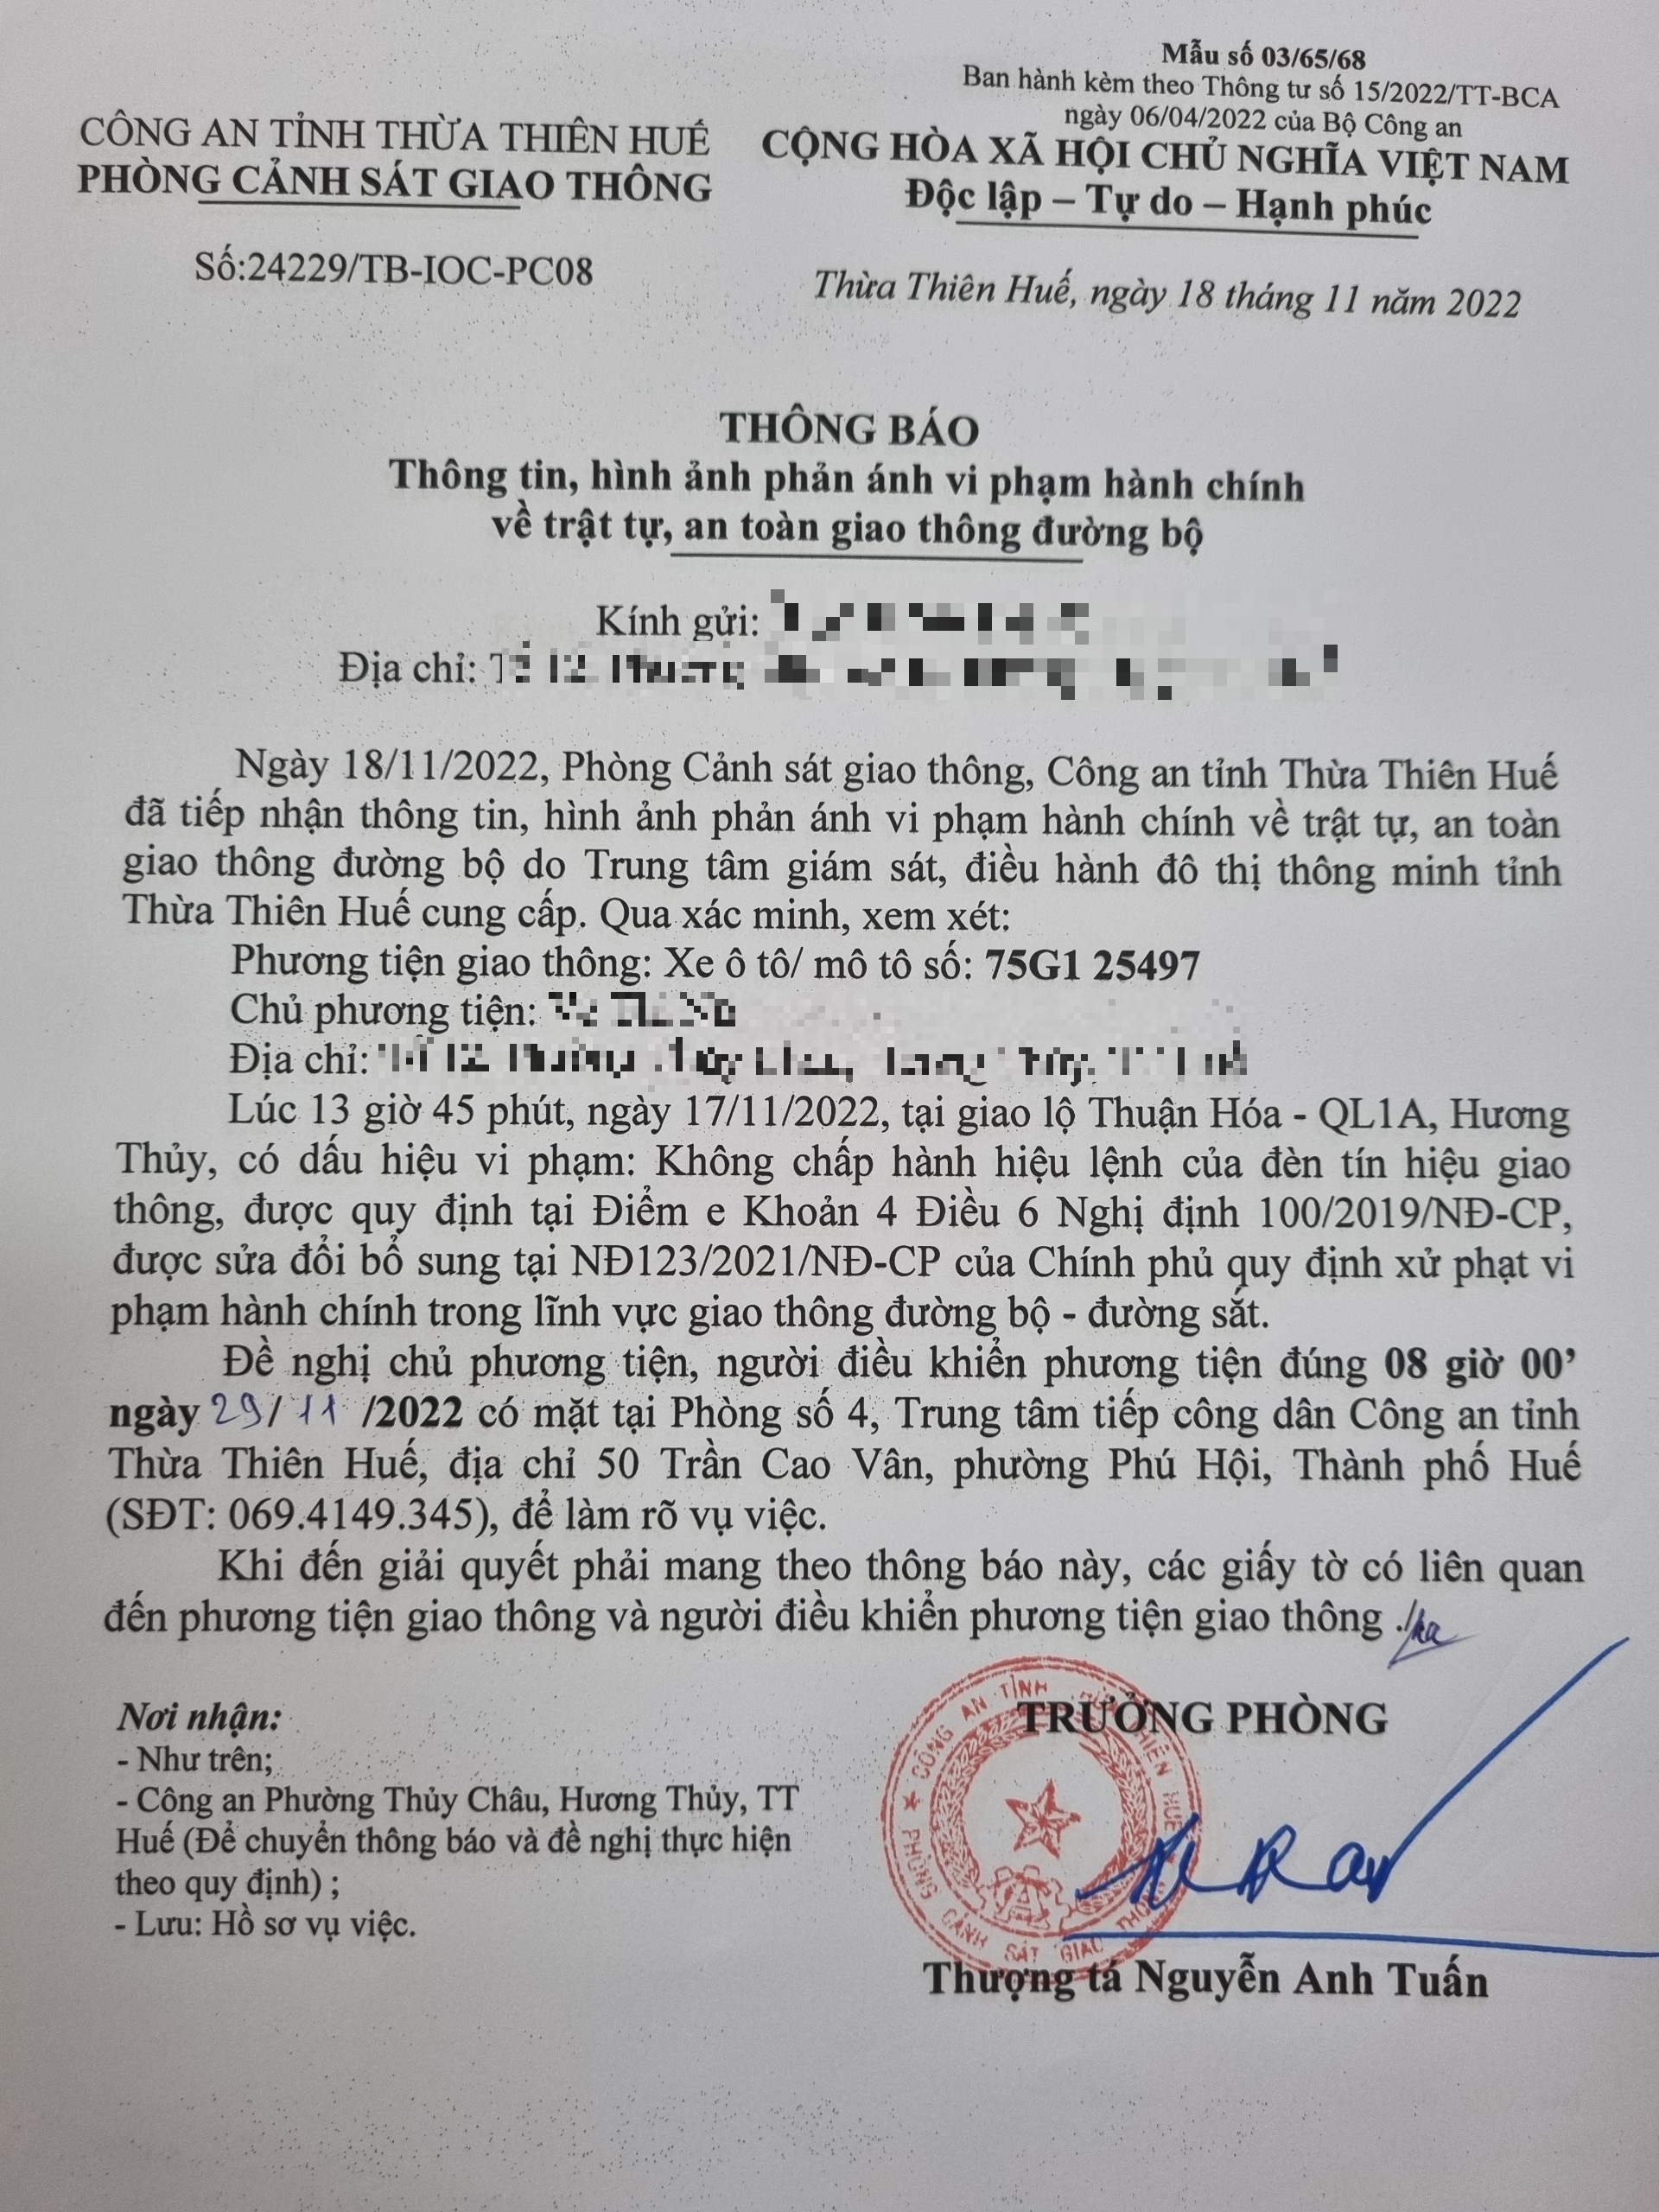 Mẫu số 03/65/68
Ban hành kèm theo Thông tư số 15/2022/TT-BCA
ngày 06/04/2022 của Bộ Công an
CÔNG AN TỈNH THỪA THIÊN HUẾ
PHÒNG CẢNH SÁT GIAO THÔNG
CỘNG HÒA XÃ HỘI CHỦ NGHĨA VIỆT NAM
Độc lập – Tự do – Hạnh phúc
Số:24229/TB-IOC-PC08
Thừa Thiên Huế, ngày 18 tháng 11 năm 2022
THÔNG BÁO
Thông tin, hình ảnh phản ánh vi phạm hành chính
về trật tự, an toàn giao thông đường bộ
Kính gửi:
Địa chỉ:
Ngày 18/11/2022, Phòng Cảnh sát giao thông, Công an tỉnh Thừa Thiên Huế
đã tiếp nhận thông tin, hình ảnh phản ánh vi phạm hành chính về trật tự, an toàn
giao thông đường bộ do Trung tâm giám sát, điều hành đô thị thông minh tỉnh
Thừa Thiên Huế cung cấp. Qua xác minh, xem xét:
Phương tiện giao thông: Xe ô tô/ mô tô số: 75G1 25497
Chủ phương tiện:
Địa chỉ:
Lúc 13 giờ 45 phút, ngày 17/11/2022, tại giao lộ Thuận Hóa - QL1A, Hương
Thủy, có dấu hiệu vi phạm: Không chấp hành hiệu lệnh của đèn tín hiệu giao
thông, được quy định tại Điểm e Khoản 4 Điều 6 Nghị định 100/2019/NĐ-CP,
được sửa đổi bổ sung tại NĐ123/2021/NĐ-CP của Chính phủ quy định xử phạt vi
phạm hành chính trong lĩnh vực giao thông đường bộ - đường sắt.
Đề nghị chủ phương tiện, người điều khiển phương tiện đúng 08 giờ 00’
ngày 29/ 11 /2022 có mặt tại Phòng số 4, Trung tâm tiếp công dân Công an tỉnh
Thừa Thiên Huế, địa chỉ 50 Trần Cao Vân, phường Phú Hội, Thành phố Huế
(SĐT: 069.4149.345), để làm rõ vụ việc.
Khi đến giải quyết phải mang theo thông báo này, các giấy tờ có liên quan
đến phương tiện giao thông và người điều khiển phương tiện giao thông ./
Nơi nhận:
- Như trên;
- Công an Phường Thủy Châu, Hương Thủy, TT
Huế (Để chuyển thông báo và đề nghị thực hiện
theo quy định) ;
- Lưu: Hồ sơ vụ việc.
TRƯỞNG PHÒNG
CÔNG AN TỈNH THỪA THIÊN HUẾ
PHÒNG CẢNH SÁT GIAO THÔNG
Thượng tá Nguyễn Anh Tuấn